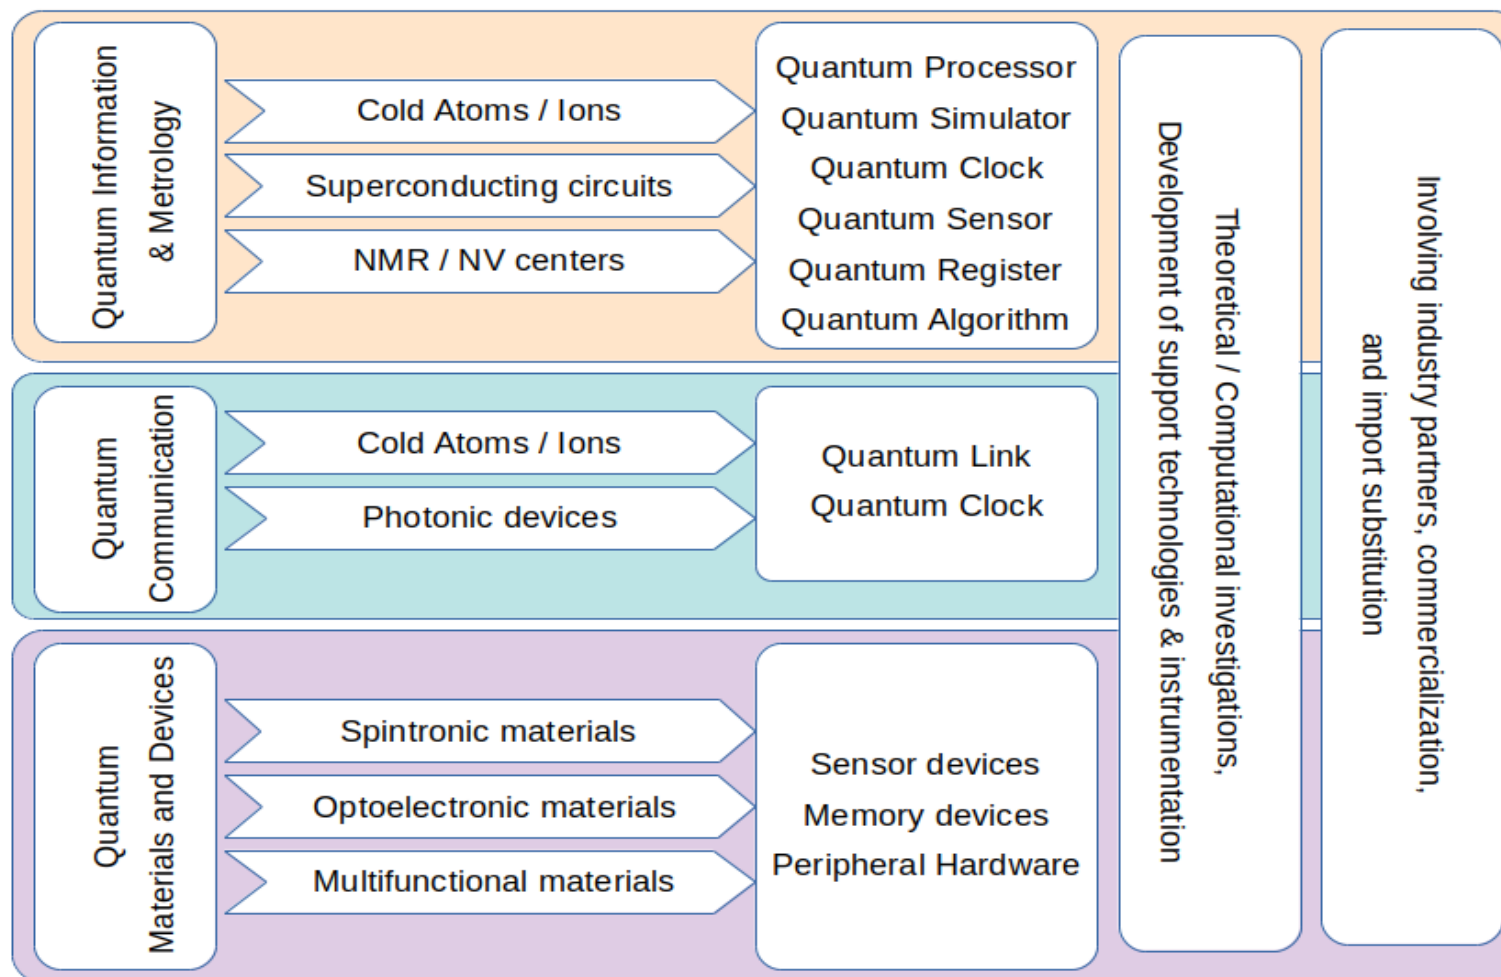 Quantum Information
& Metrology
Cold Atoms / Ions
Superconducting circuits
NMR / NV centers
Quantum Processor
Quantum Simulator
Quantum Clock
Quantum Sensor
Quantum Register
Quantum Algorithm
Quantum
Communication
Cold Atoms / Ions
Photonic devices
Quantum Link
Quantum Clock
Quantum
Materials and Devices
Spintronic materials
Optoelectronic materials
Multifunctional materials
Sensor devices
Memory devices
Peripheral Hardware
Theoretical / Computational investigations,
Development of support technologies & instrumentation
Involving industry partners, commercialization,
and import substitution